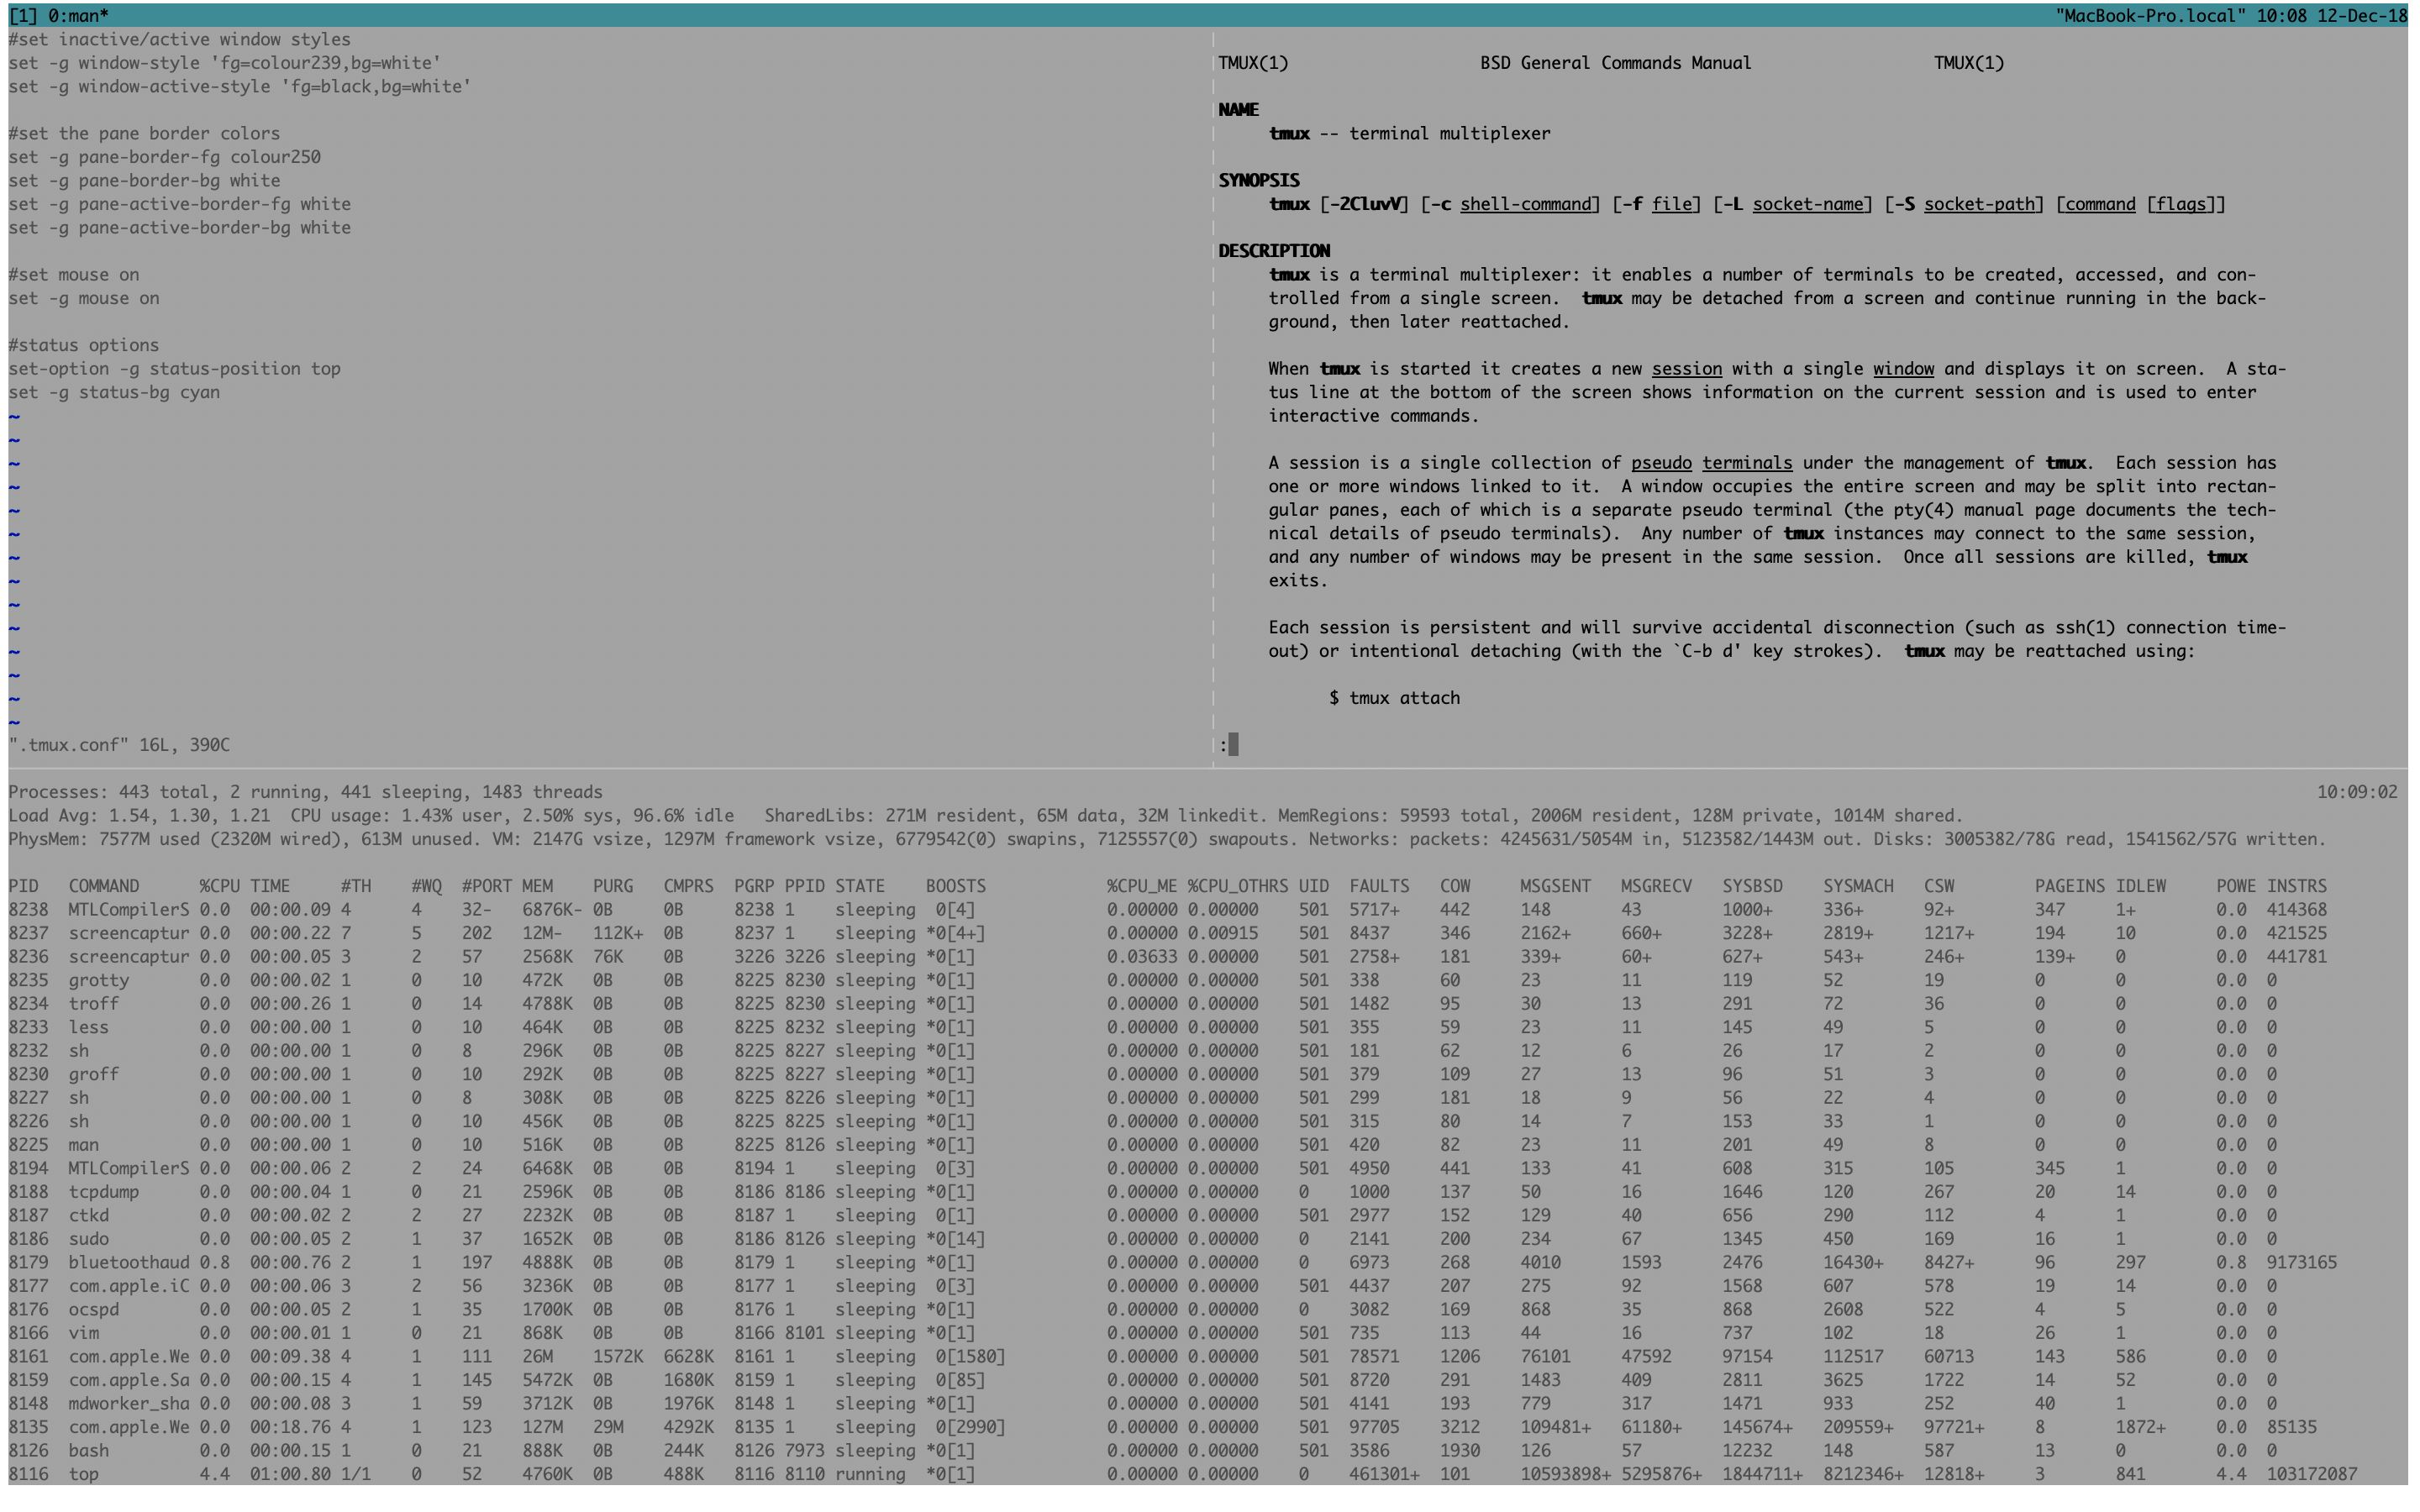 [1] 0:man* "MacBook-Pro.local" 10:08 12-Dec-18
#set inactive/active window styles
set -g window-style 'fg=colour239,bg=white'
set -g window-active-style 'fg=black,bg=white'
#set the pane border colors
set -g pane-border-fg colour250
set -g pane-border-bg white
set -g pane-active-border-fg white
set -g pane-active-border-bg white
#set mouse on
set -g mouse on
#status options
set-option -g status-position top
set -g status-bg cyan
~
~
~
~
~
~
~
~
~
~
~
~
~
~
".tmux.conf" 16L, 390C
TMUX(1) BSD General Commands Manual TMUX(1)
NAME
tmux -- terminal multiplexer
SYNOPSIS
tmux [-2CluvV] [-c shell-command] [-f file] [-L socket-name] [-S socket-path] [command [flags]]
DESCRIPTION
tmux is a terminal multiplexer: it enables a number of terminals to be created, accessed, and con-
trolled from a single screen.  tmux may be detached from a screen and continue running in the back-
ground, then later reattached.
When tmux is started it creates a new session with a single window and displays it on screen.  A sta-
tus line at the bottom of the screen shows information on the current session and is used to enter
interactive commands.
A session is a single collection of pseudo terminals under the management of tmux.  Each session has
one or more windows linked to it.  A window occupies the entire screen and may be split into rectan-
gular panes, each of which is a separate pseudo terminal (the pty(4) manual page documents the tech-
nical details of pseudo terminals).  Any number of tmux instances may connect to the same session,
and any number of windows may be present in the same session.  Once all sessions are killed, tmux
exits.
Each session is persistent and will survive accidental disconnection (such as ssh(1) connection time-
out) or intentional detaching (with the `C-b d' key strokes).  tmux may be reattached using:
$ tmux attach
:
Processes: 443 total, 2 running, 441 sleeping, 1483 threads 10:09:02
Load Avg: 1.54, 1.30, 1.21  CPU usage: 1.43% user, 2.50% sys, 96.6% idle   SharedLibs: 271M resident, 65M data, 32M linkedit. MemRegions: 59593 total, 2006M resident, 128M private, 1014M shared.
PhysMem: 7577M used (2320M wired), 613M unused. VM: 2147G vsize, 1297M framework vsize, 6779542(0) swapins, 7125557(0) swapouts. Networks: packets: 4245631/5054M in, 5123582/1443M out. Disks: 3005382/78G read, 1541562/57G written.
PID COMMAND %CPU TIME #TH #WQ #PORT MEM PURG CMPRS PGRP PPID STATE BOOSTS %CPU_ME %CPU_OTHRS UID FAULTS COW MSGSENT MSGRECV SYSBSD SYSMACH CSW PAGEINS IDLEW POWE INSTRS
8238 MTLCompilerS 0.0 00:00.09 4 4 32- 6876K- 0B 0B 8238 1 sleeping 0[4] 0.00000 0.00000 501 5717+ 442 148 43 1000+ 336+ 92+ 347 1+ 0.0 414368
8237 screencaptur 0.0 00:00.22 7 5 202 12M- 112K+ 0B 8237 1 sleeping *0[4+] 0.00000 0.00915 501 8437 346 2162+ 660+ 3228+ 2819+ 1217+ 194 10 0.0 421525
8236 screencaptur 0.0 00:00.05 3 2 57 2568K 76K 0B 3226 3226 sleeping *0[1] 0.03633 0.00000 501 2758+ 181 339+ 60+ 627+ 543+ 246+ 139+ 0 0.0 441781
8235 grotty 0.0 00:00.02 1 0 10 472K 0B 0B 8225 8230 sleeping *0[1] 0.00000 0.00000 501 338 60 23 11 119 52 19 0 0 0.0 0
8234 troff 0.0 00:00.26 1 0 14 4788K 0B 0B 8225 8230 sleeping *0[1] 0.00000 0.00000 501 1482 95 30 13 291 72 36 0 0 0.0 0
8233 less 0.0 00:00.00 1 0 10 464K 0B 0B 8225 8232 sleeping *0[1] 0.00000 0.00000 501 355 59 23 11 145 49 5 0 0 0.0 0
8232 sh 0.0 00:00.00 1 0 8 296K 0B 0B 8225 8227 sleeping *0[1] 0.00000 0.00000 501 181 62 12 6 26 17 2 0 0 0.0 0
8230 groff 0.0 00:00.00 1 0 10 292K 0B 0B 8225 8227 sleeping *0[1] 0.00000 0.00000 501 379 109 27 13 96 51 3 0 0 0.0 0
8227 sh 0.0 00:00.00 1 0 8 308K 0B 0B 8225 8226 sleeping *0[1] 0.00000 0.00000 501 299 181 18 9 56 22 4 0 0 0.0 0
8226 sh 0.0 00:00.00 1 0 10 456K 0B 0B 8225 8225 sleeping *0[1] 0.00000 0.00000 501 315 80 14 7 153 33 1 0 0 0.0 0
8225 man 0.0 00:00.00 1 0 10 516K 0B 0B 8225 8126 sleeping *0[1] 0.00000 0.00000 501 420 82 23 11 201 49 8 0 0 0.0 0
8194 MTLCompilerS 0.0 00:00.06 2 2 24 6468K 0B 0B 8194 1 sleeping 0[3] 0.00000 0.00000 501 4950 441 133 41 608 315 105 345 1 0.0 0
8188 tcpdump 0.0 00:00.04 1 0 21 2596K 0B 0B 8186 8186 sleeping *0[1] 0.00000 0.00000 0 1000 137 50 16 1646 120 267 20 14 0.0 0
8187 ctkd 0.0 00:00.02 2 2 27 2232K 0B 0B 8187 1 sleeping 0[1] 0.00000 0.00000 501 2977 152 129 40 656 290 112 4 1 0.0 0
8186 sudo 0.0 00:00.05 2 1 37 1652K 0B 0B 8186 8126 sleeping *0[14] 0.00000 0.00000 0 2141 200 234 67 1345 450 169 16 1 0.0 0
8179 bluetoothaud 0.8 00:00.76 2 1 197 4888K 0B 0B 8179 1 sleeping *0[1] 0.00000 0.00000 0 6973 268 4010 1593 2476 16430+ 8427+ 96 297 0.8 9173165
8177 com.apple.iC 0.0 00:00.06 3 2 56 3236K 0B 0B 8177 1 sleeping 0[3] 0.00000 0.00000 501 4437 207 275 92 1568 607 578 19 14 0.0 0
8176 ocspd 0.0 00:00.05 2 1 35 1700K 0B 0B 8176 1 sleeping *0[1] 0.00000 0.00000 0 3082 169 868 35 868 2608 522 4 5 0.0 0
8166 vim 0.0 00:00.01 1 0 21 868K 0B 0B 8166 8101 sleeping *0[1] 0.00000 0.00000 501 735 113 44 16 737 102 18 26 1 0.0 0
8161 com.apple.We 0.0 00:09.38 4 1 111 26M 1572K 6628K 8161 1 sleeping 0[1580] 0.00000 0.00000 501 78571 1206 76101 47592 97154 112517 60713 143 586 0.0 0
8159 com.apple.Sa 0.0 00:00.15 4 1 145 5472K 0B 1680K 8159 1 sleeping 0[85] 0.00000 0.00000 501 8720 291 1483 409 2811 3625 1722 14 52 0.0 0
8148 mdworker_sha 0.0 00:00.08 3 1 59 3712K 0B 1976K 8148 1 sleeping *0[1] 0.00000 0.00000 501 4141 193 779 317 1471 933 252 40 1 0.0 0
8135 com.apple.We 0.0 00:18.76 4 1 123 127M 29M 4292K 8135 1 sleeping 0[2990] 0.00000 0.00000 501 97705 3212 109481+ 61180+ 145674+ 209559+ 97721+ 8 1872+ 0.0 85135
8126 bash 0.0 00:00.15 1 0 21 888K 0B 244K 8126 7973 sleeping *0[1] 0.00000 0.00000 501 3586 1930 126 57 12232 148 587 13 0 0.0 0
8116 top 4.4 01:00.80 1/1 0 52 4760K 0B 488K 8116 8110 running *0[1] 0.00000 0.00000 0 461301+ 101 10593898+ 5295876+ 1844711+ 8212346+ 12818+ 3 841 4.4 103172087